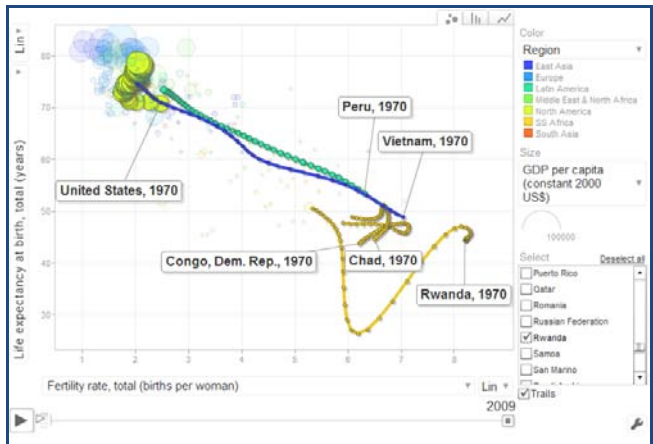 Color
Region
East Asia
Europe
Latin America
Middle East & North Africa
North America
SS Africa
South Asia
Size
GDP per capita
(constant 2000
US$)
100000
Select
Deselect all
Puerto Rico
Qatar
Romania
Russian Federation
Rwanda
Samoa
San Marino
Trails
Lin
Life expectancy at birth, total (years)
80
70
60
50
40
30
Peru, 1970
Vietnam, 1970
United States, 1970
Congo, Dem. Rep., 1970
Chad, 1970
Rwanda, 1970
1
2
3
4
5
6
7
8
Fertility rate, total (births per woman)
Lin
2009